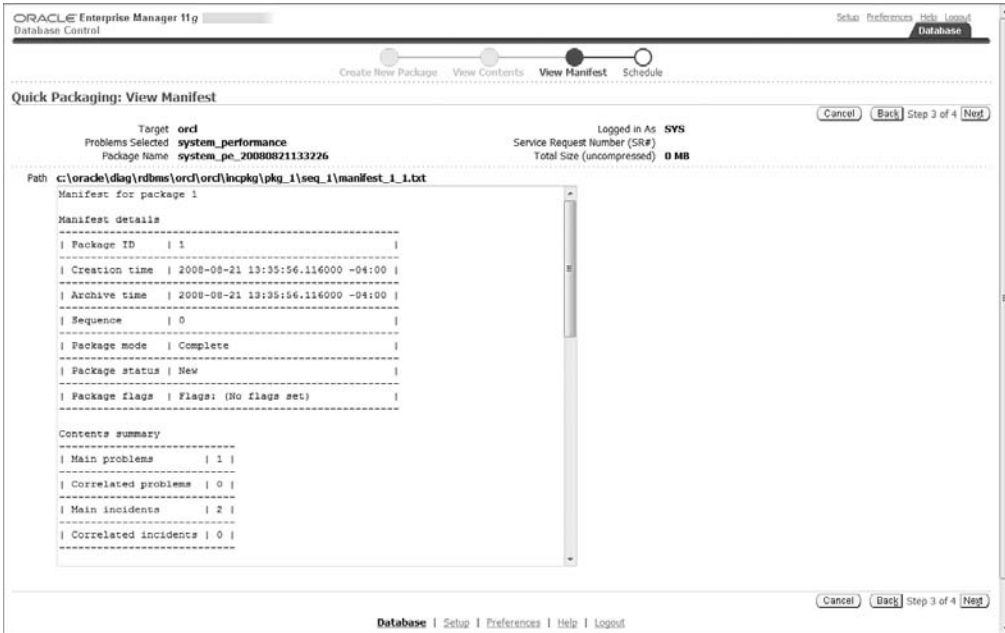 ORACLE Enterprise Manager 11g
Database Control
Setup Preferences Help Logout
Database
Create New Package View Contents View Manifest Schedule
Quick Packaging: View Manifest
Cancel Back Step 3 of 4 Next
Target orcl
Problems Selected system_performance
Package Name system_pe_20080821133226
Logged in As SYS
Service Request Number (SR#)
Total Size (uncompressed) 0 MB
Path c:\oracle\diag\rdbms\orcl\orcl\incpkg\pkg_1\seq_1\manifest_1_1.txt
Manifest for package 1
Manifest details
| Package ID | 1 |
| Creation time | 2008-08-21 13:35:56.116000 -04:00 |
| Archive time | 2008-08-21 13:35:56.116000 -04:00 |
| Sequence | 0 |
| Package mode | Complete |
| Package status | New |
| Package flags | Flags: (No flags set) |
Contents summary
| Main problems | 1 |
| Correlated problems | 0 |
| Main incidents | 2 |
| Correlated incidents | 0 |
Cancel Back Step 3 of 4 Next
Database | Setup | Preferences | Help | Logout